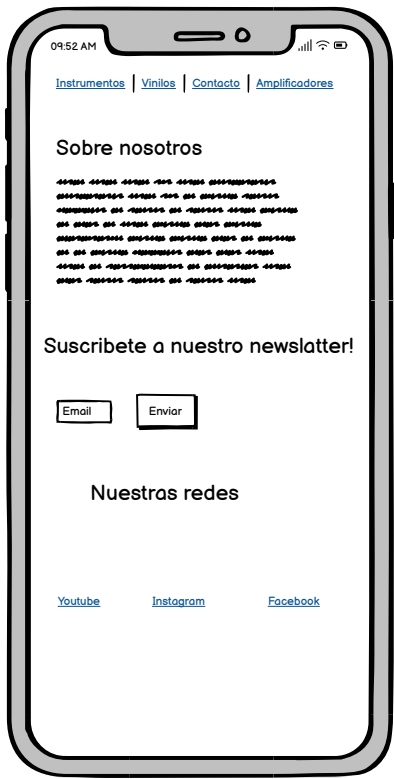 09:52 AM
Instrumentos | Vinilos | Contacto | Amplificadores
Sobre nosotros
Suscribete a nuestro newslatter!
Email Enviar
Nuestras redes
Youtube Instagram Facebook